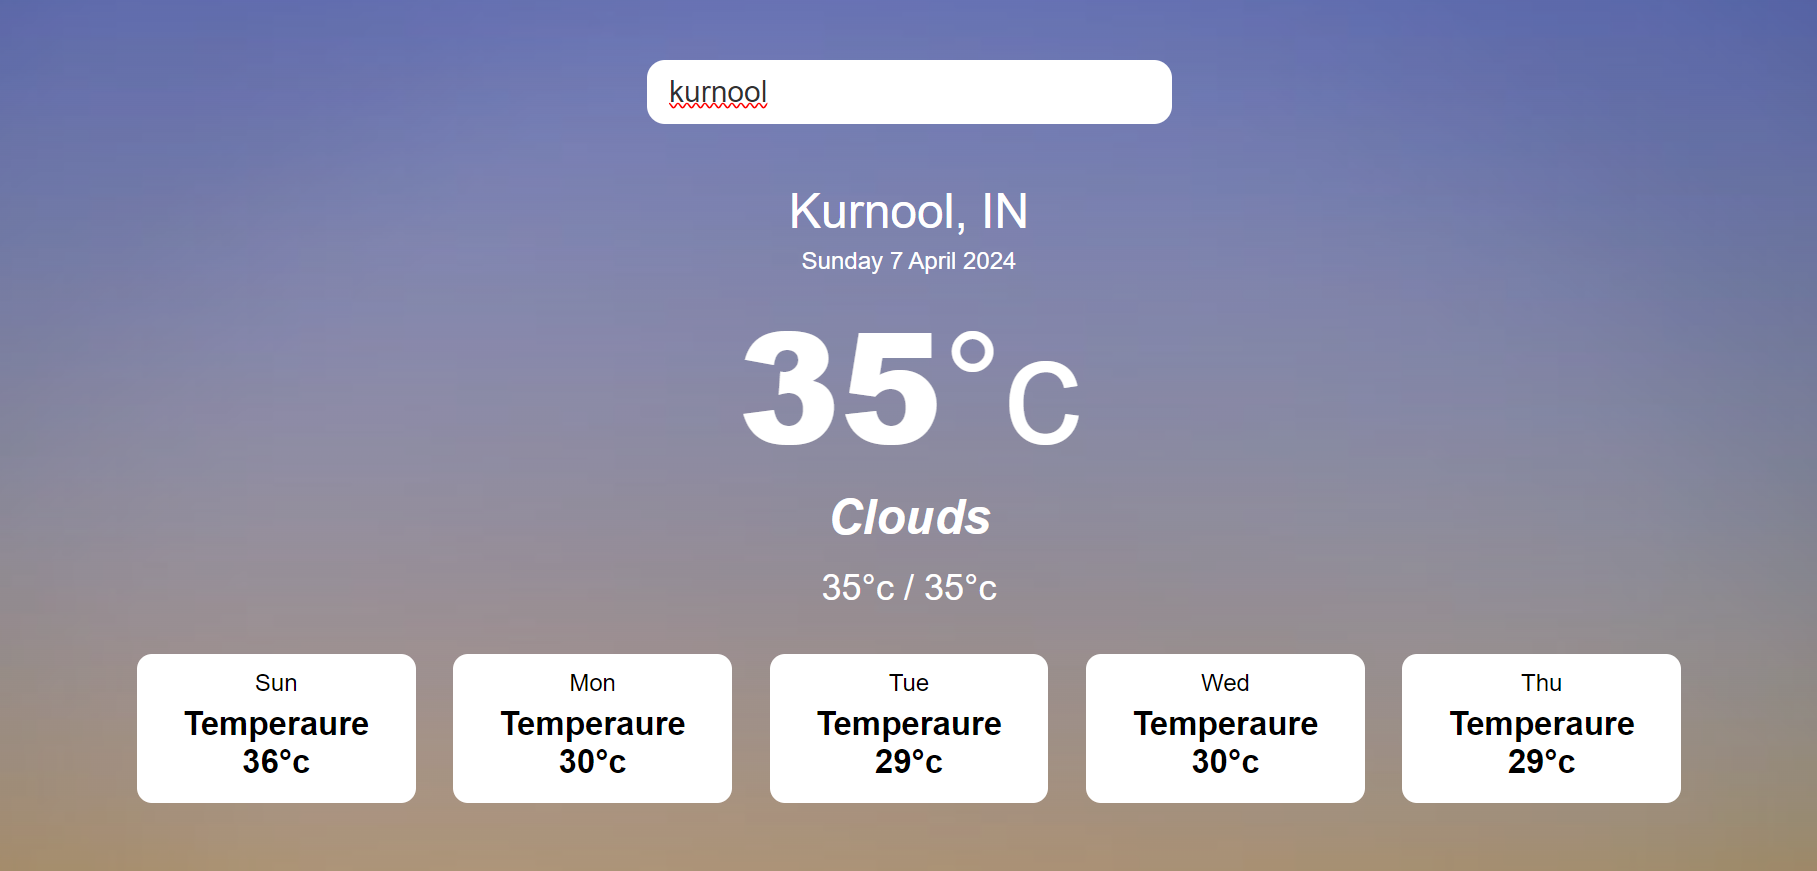 kurnool
Kurnool, IN
Sunday 7 April 2024
35°c
Clouds
35°c / 35°c
Sun
Temperaure
36°c
Mon
Temperaure
30°c
Tue
Temperaure
29°c
Wed
Temperaure
30°c
Thu
Temperaure
29°c